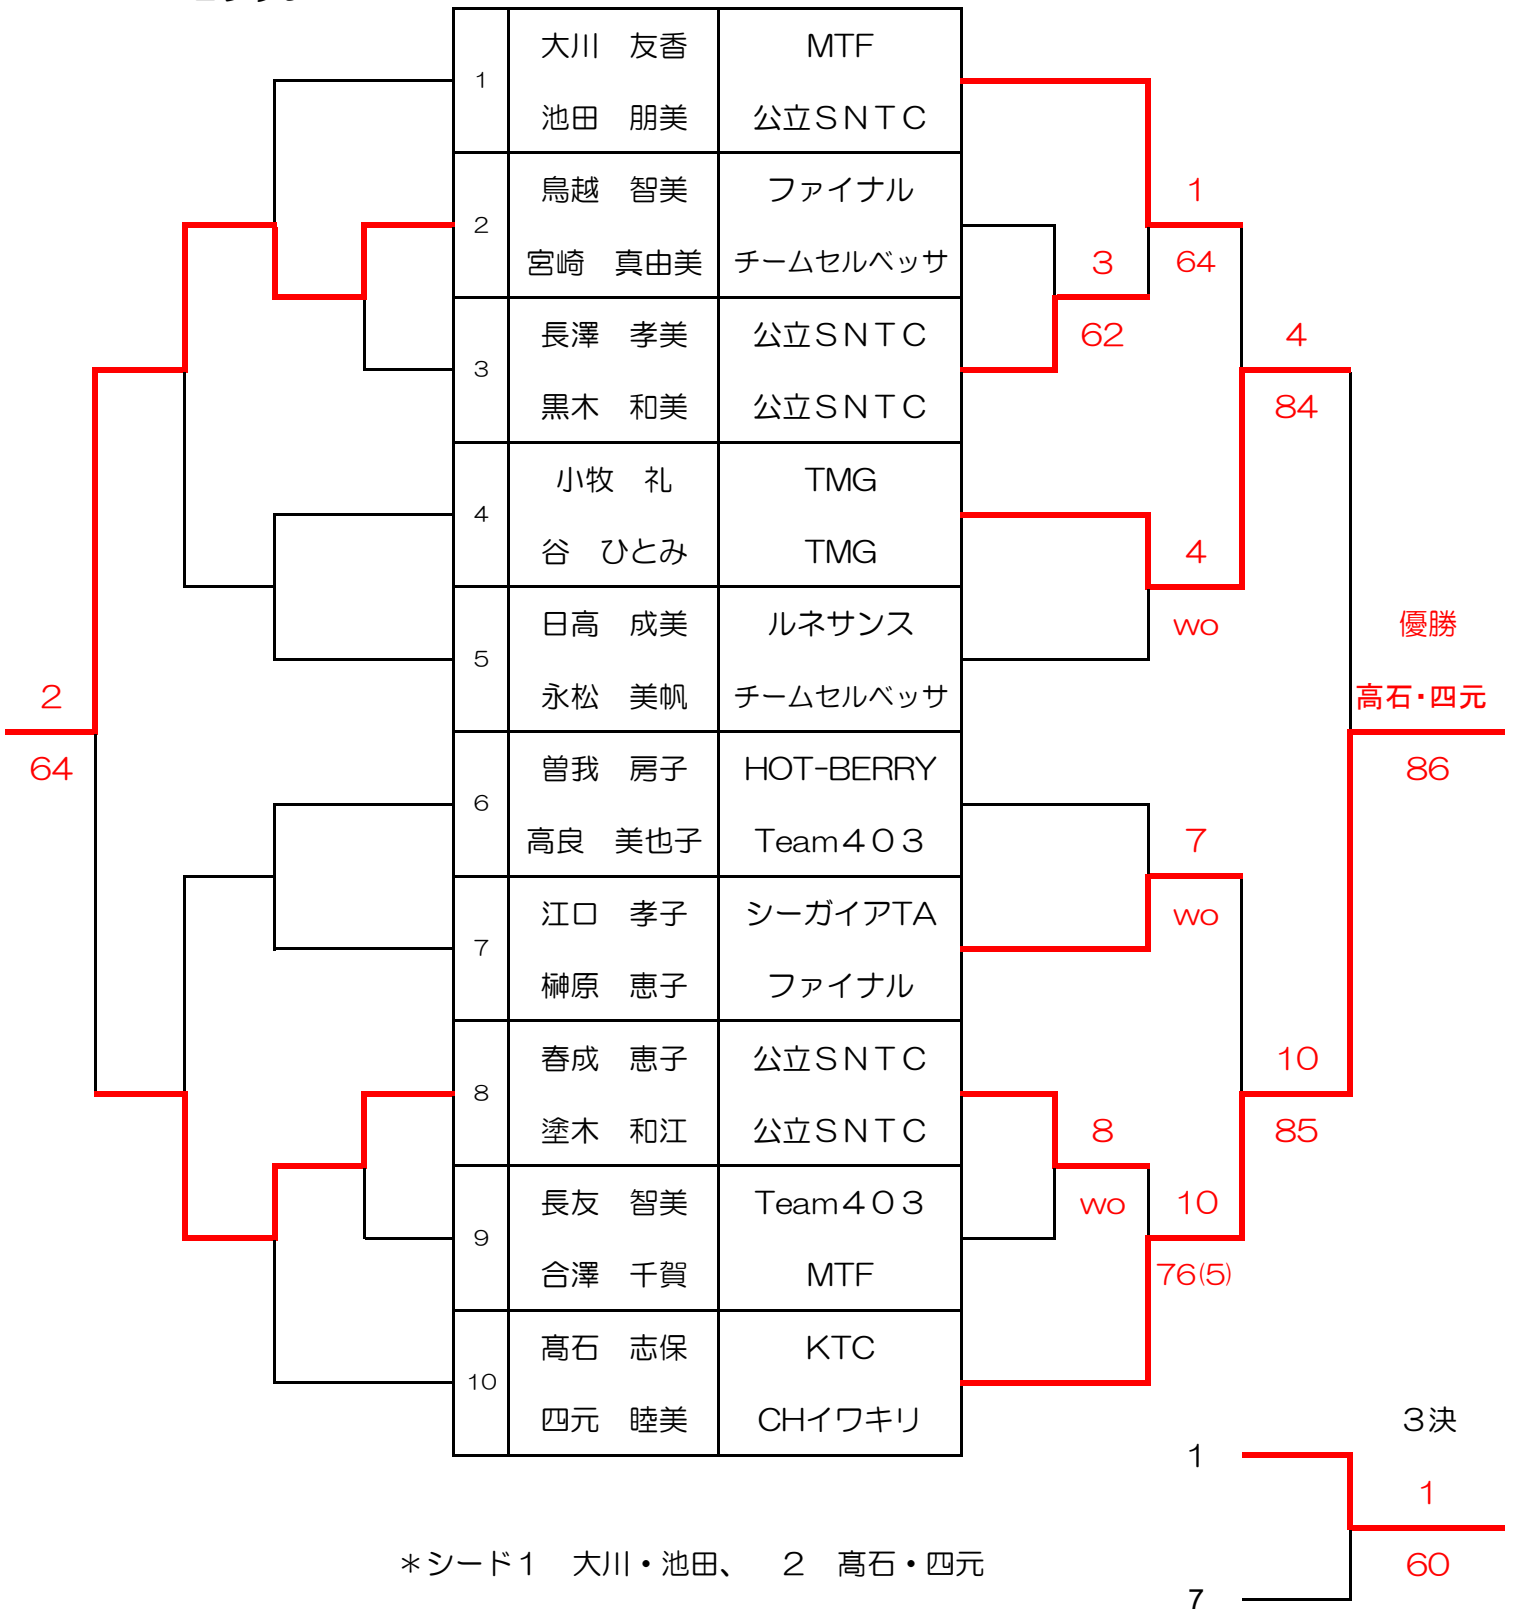 大川 友香 MTF
1
池田 朋美 公立SNTC
鳥越 智美 ファイナル 1
2
宮崎 真由美 チームセルベッサ 3 64
長澤 孝美 公立SNTC 62 4
3
黒木 和美 公立SNTC 84
小牧 礼 TMG
4
谷 ひとみ TMG 4
日高 成美 ルネサンス wo 優勝
5
2 永松 美帆 チームセルベッサ 高石・四元
64 曽我 房子 HOT-BERRY 86
6
高良 美也子 Team403 7
江口 孝子 シーガイアTA wo
7
榊原 恵子 ファイナル
春成 恵子 公立SNTC 10
8
塗木 和江 公立SNTC 8 85
長友 智美 Team403 wo 10
9
合澤 千賀 MTF 76(5)
髙石 志保 KTC
10
四元 睦美 CHイワキリ 3決
1
1
*シード1 大川・池田、 2 髙石・四元 60
7